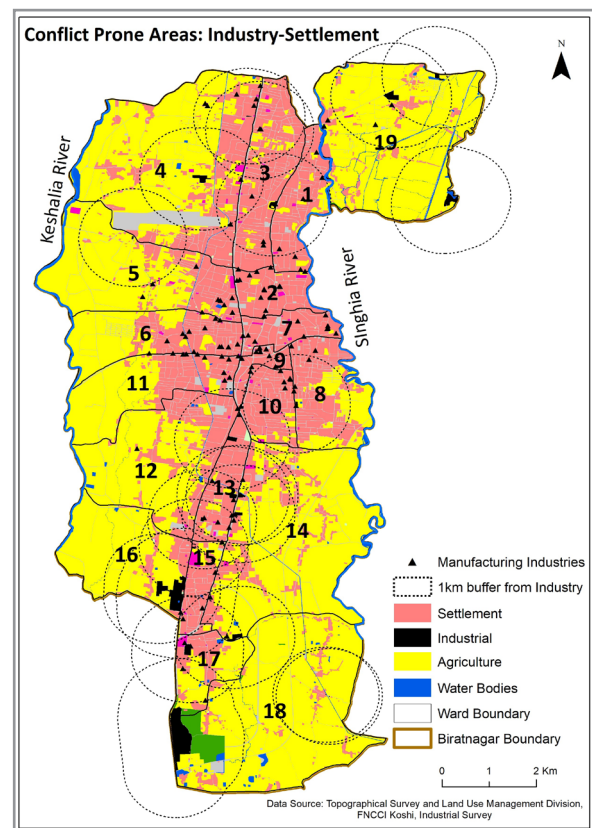 Conflict Prone Areas: Industry-Settlement
N
Keshalia River
SInghia River
19
4
3
1
5
2
6
7
9
11
10
8
12
13
14
16
15
17
18
Manufacturing Industries
1km buffer from Industry
Settlement
Industrial
Agriculture
Water Bodies
Ward Boundary
Biratnagar Boundary
0 1 2 Km
Data Source: Topographical Survey and Land Use Management Division,
FNCCI Koshi, Industrial Survey